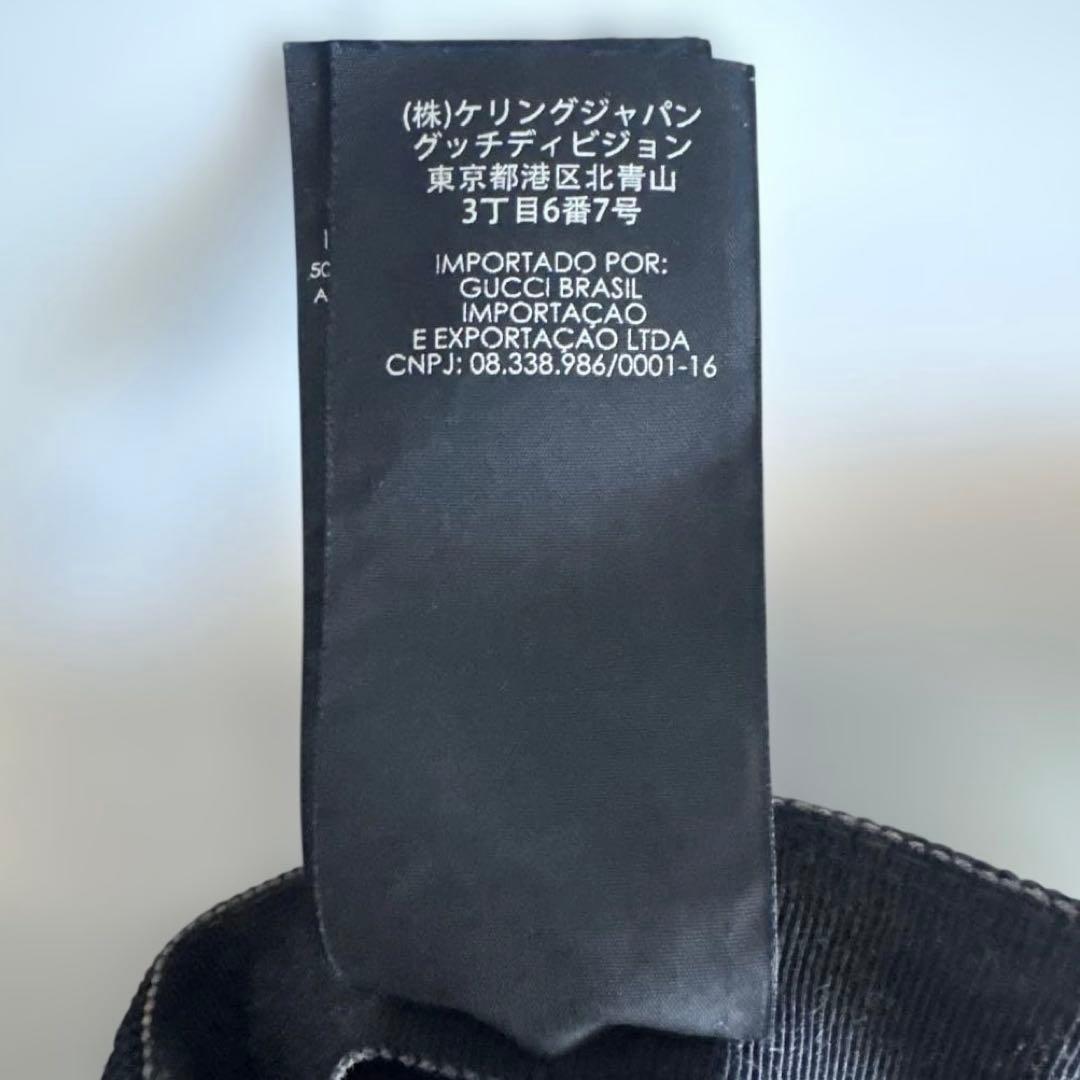 (株)ケリングジャパン
グッチディビジョン
東京都港区北青山
3丁目6番7号
IMPORTADO POR:
GUCCI BRASIL
IMPORTAÇAO
E EXPORTAÇAO LTDA
CNPJ: 08.338.986/0001-16